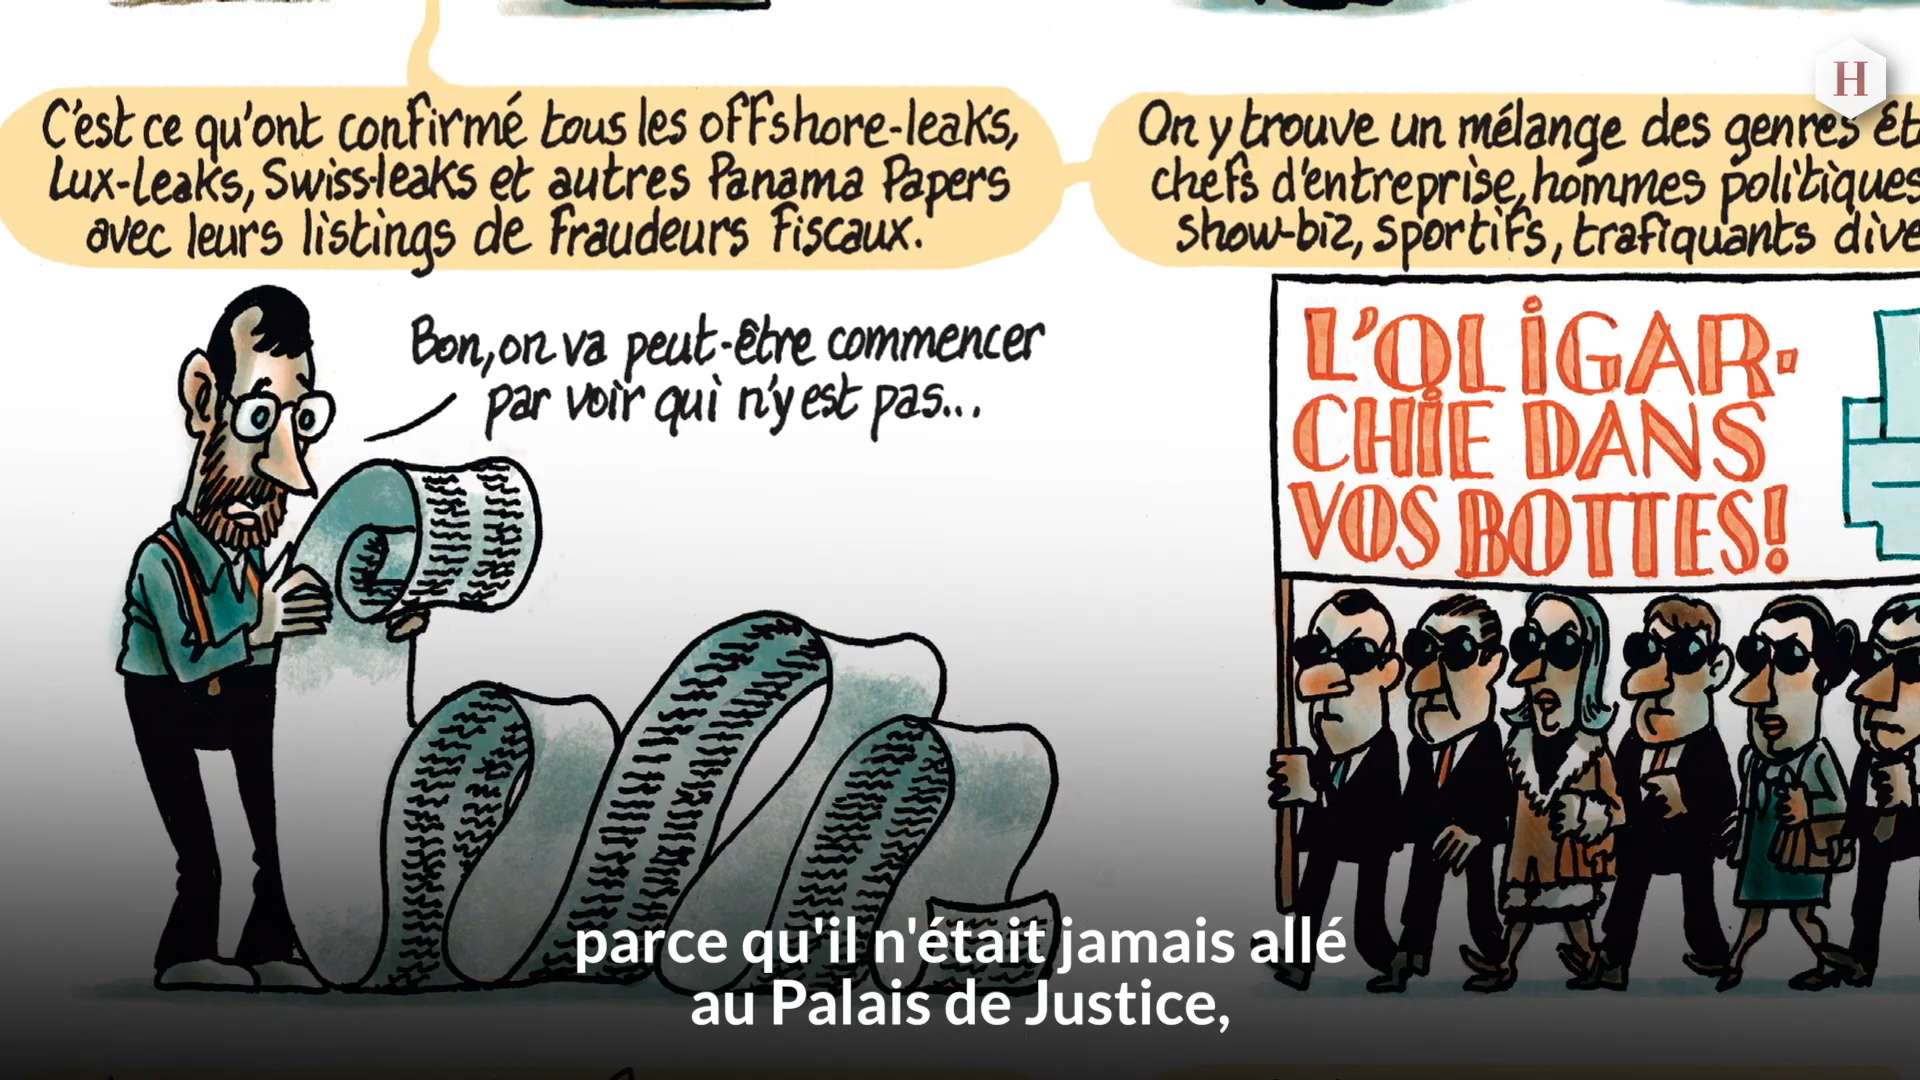 C'est ce qu'ont confirmé tous les offshore-leaks,
Lux-Leaks, Swiss-leaks et autres Panama Papers
avec leurs listings de fraudeurs fiscaux.
On y trouve un mélange des genres
chefs d'entreprise, hommes politiques
show-biz, sportifs, trafiquants
H
Bon, on va peut-être commencer
par voir qui n'y est pas...
L'OLIGAR-
CHIE DANS
VOS BOTTES!
parce qu'il n'était jamais allé
au Palais de Justice,